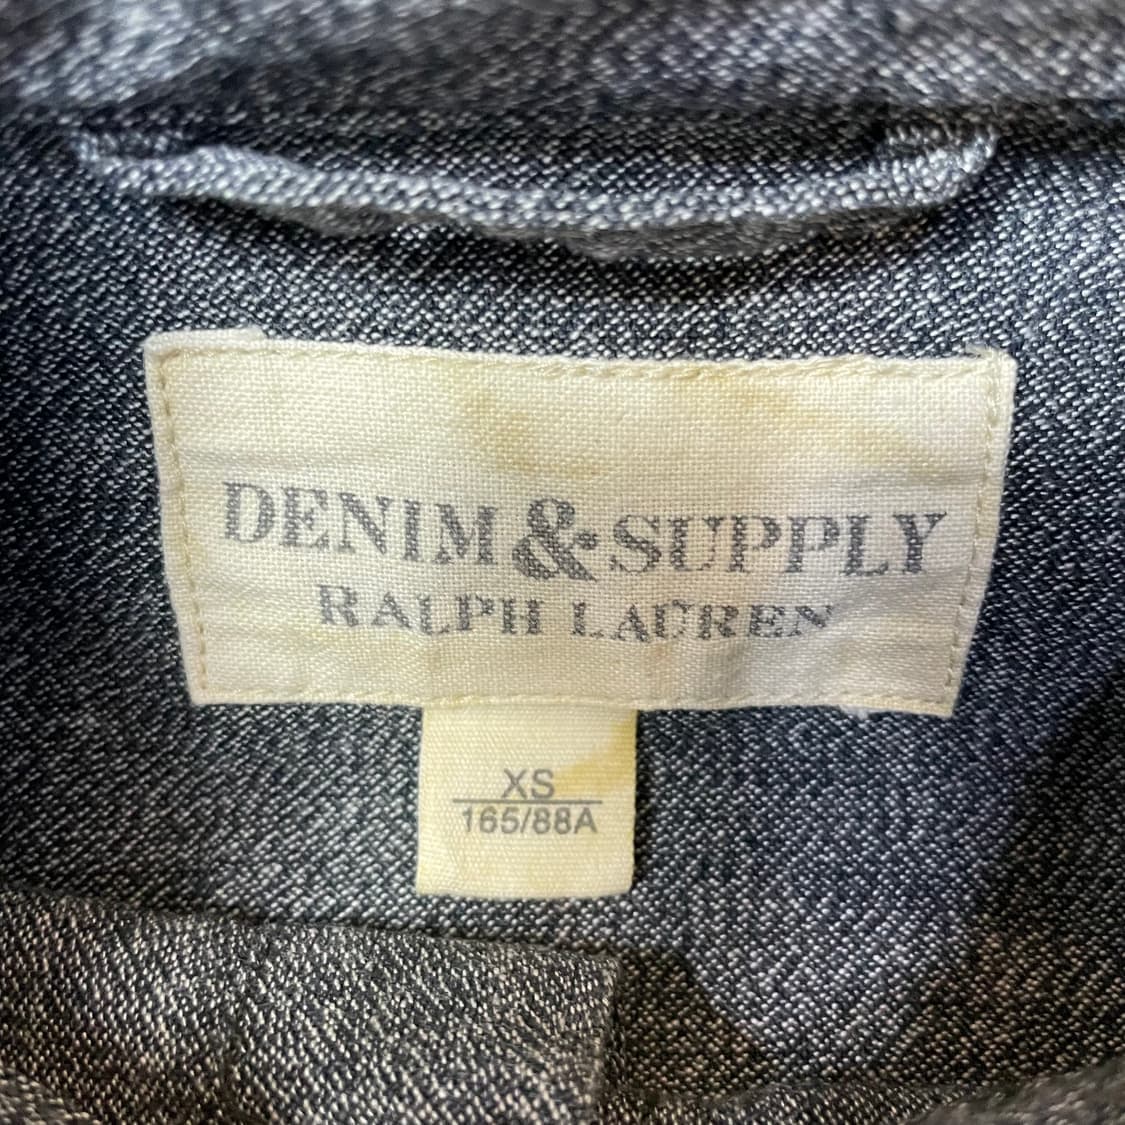 DENIM & SUPPLY
RALPH LAUREN
XS
165/88A